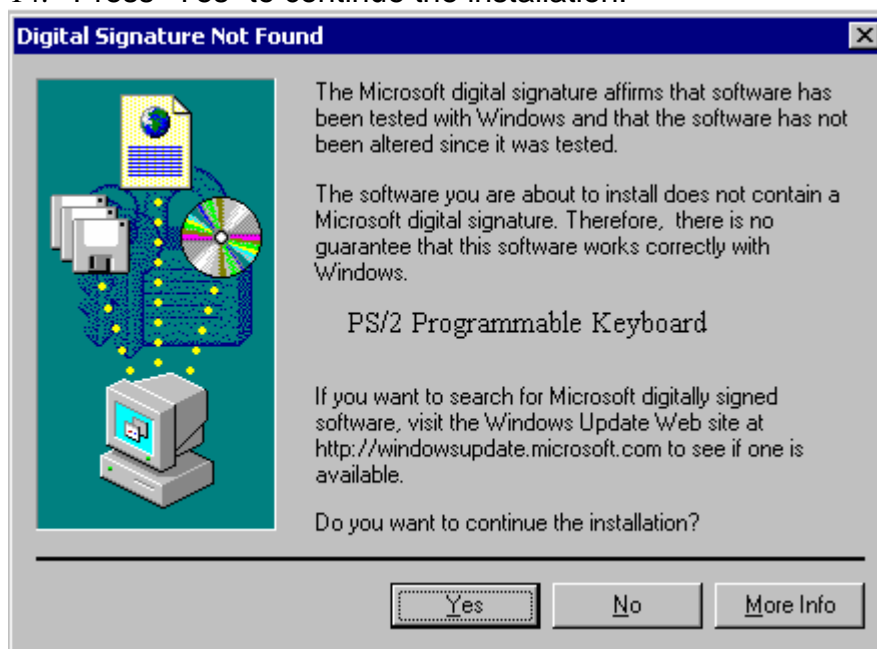 14. Press "Yes" to continue the installation.
Digital Signature Not Found
The Microsoft digital signature affirms that software has
been tested with Windows and that the software has not
been altered since it was tested.
The software you are about to install does not contain a
Microsoft digital signature. Therefore, there is no
guarantee that this software works correctly with
Windows.
PS/2 Programmable Keyboard
If you want to search for Microsoft digitally signed
software, visit the Windows Update Web site at
http://windowsupdate.microsoft.com to see if one is
available.
Do you want to continue the installation?
Yes No More Info